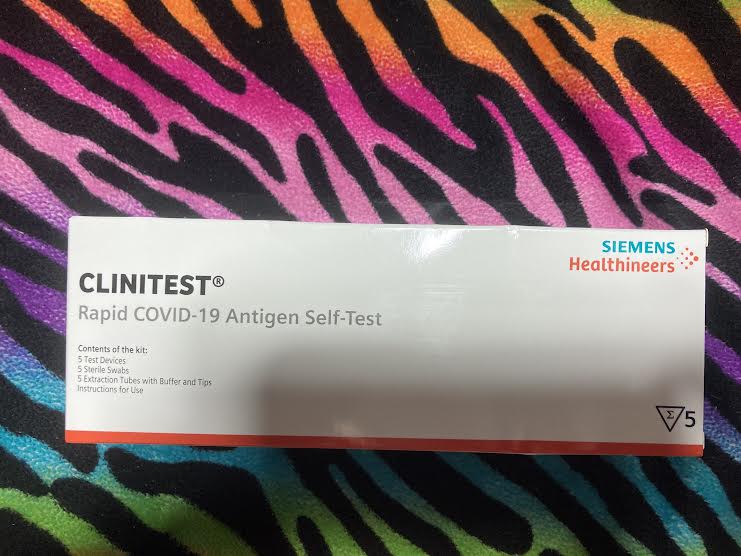 SIEMENS
Healthineers
CLINITEST®
Rapid COVID-19 Antigen Self-Test
Contents of the kit:
5 Test Devices
5 Sterile Swabs
5 Extraction Tubes with Buffer and Tips
Instructions for Use
Σ 5